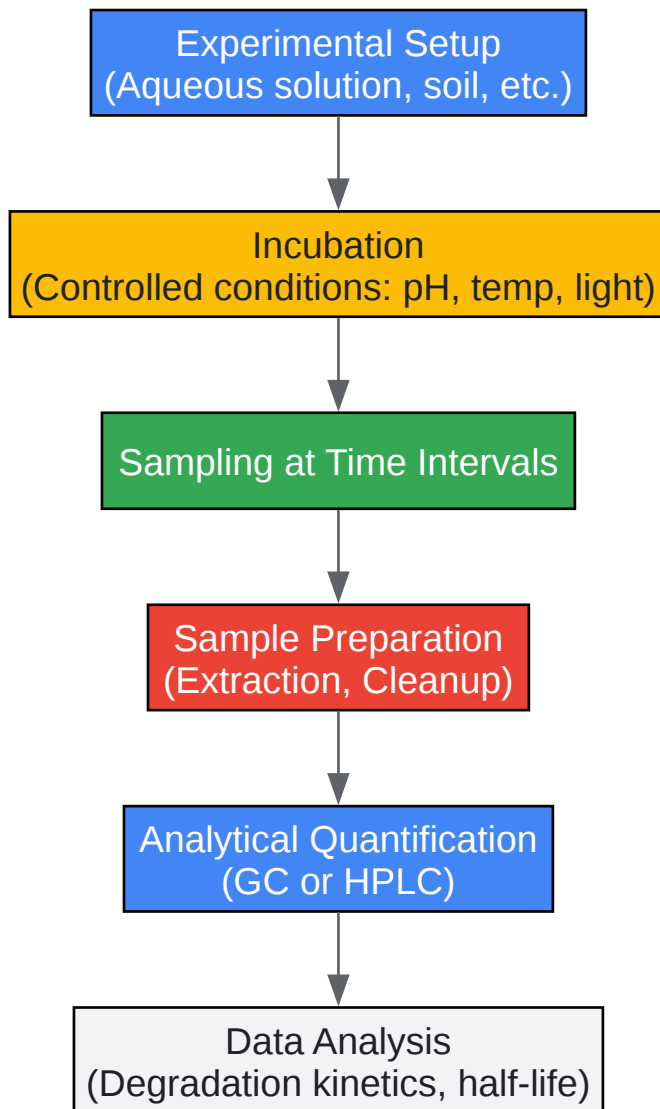 Experimental Setup
(Aqueous solution, soil, etc.)
Incubation
(Controlled conditions: pH, temp, light)
Sampling at Time Intervals
Sample Preparation
(Extraction, Cleanup)
Analytical Quantification
(GC or HPLC)
Data Analysis
(Degradation kinetics, half-life)